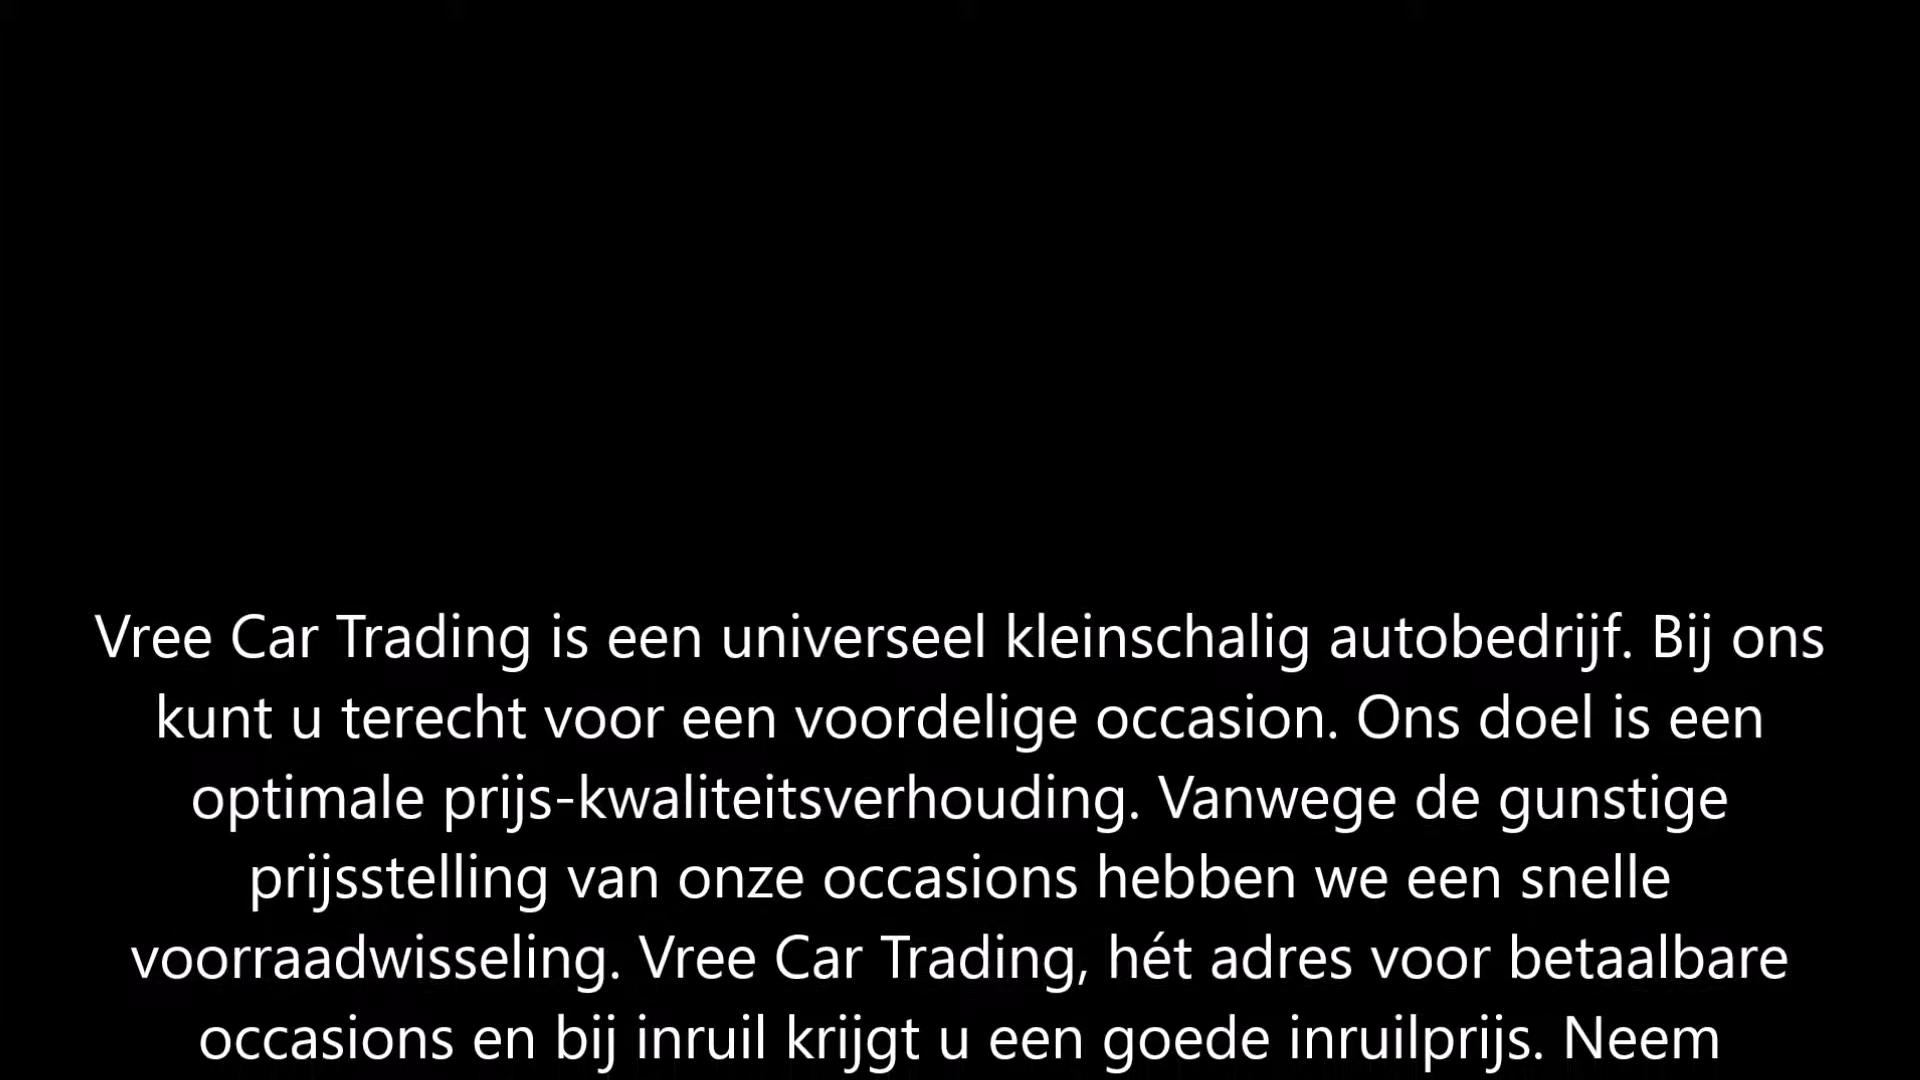 Vree Car Trading is een universeel kleinschalig autobedrijf. Bij ons
kunt u terecht voor een voordelige occasion. Ons doel is een
optimale prijs-kwaliteitsverhouding. Vanwege de gunstige
prijsstelling van onze occasions hebben we een snelle
voorraadwisseling. Vree Car Trading, hét adres voor betaalbare
occasions en bij inruil krijgt u een goede inruilprijs. Neem